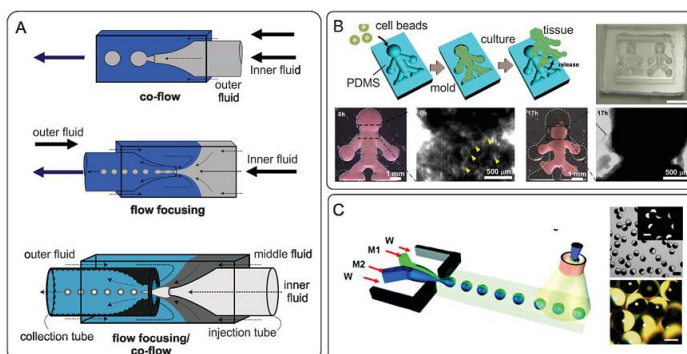 A
Inner fluid
outer
fluid
co-flow
outer fluid
Inner fluid
flow focusing
outer fluid
middle fluid
inner
fluid
collection tube
flow focusing/
co-flow
injection tube
B
cell beads
PDMS
mold
culture
tissue
release
0h
1 mm
0h
500 µm
17h
1 mm
17h
500 µm
C
W
M1
M2
W